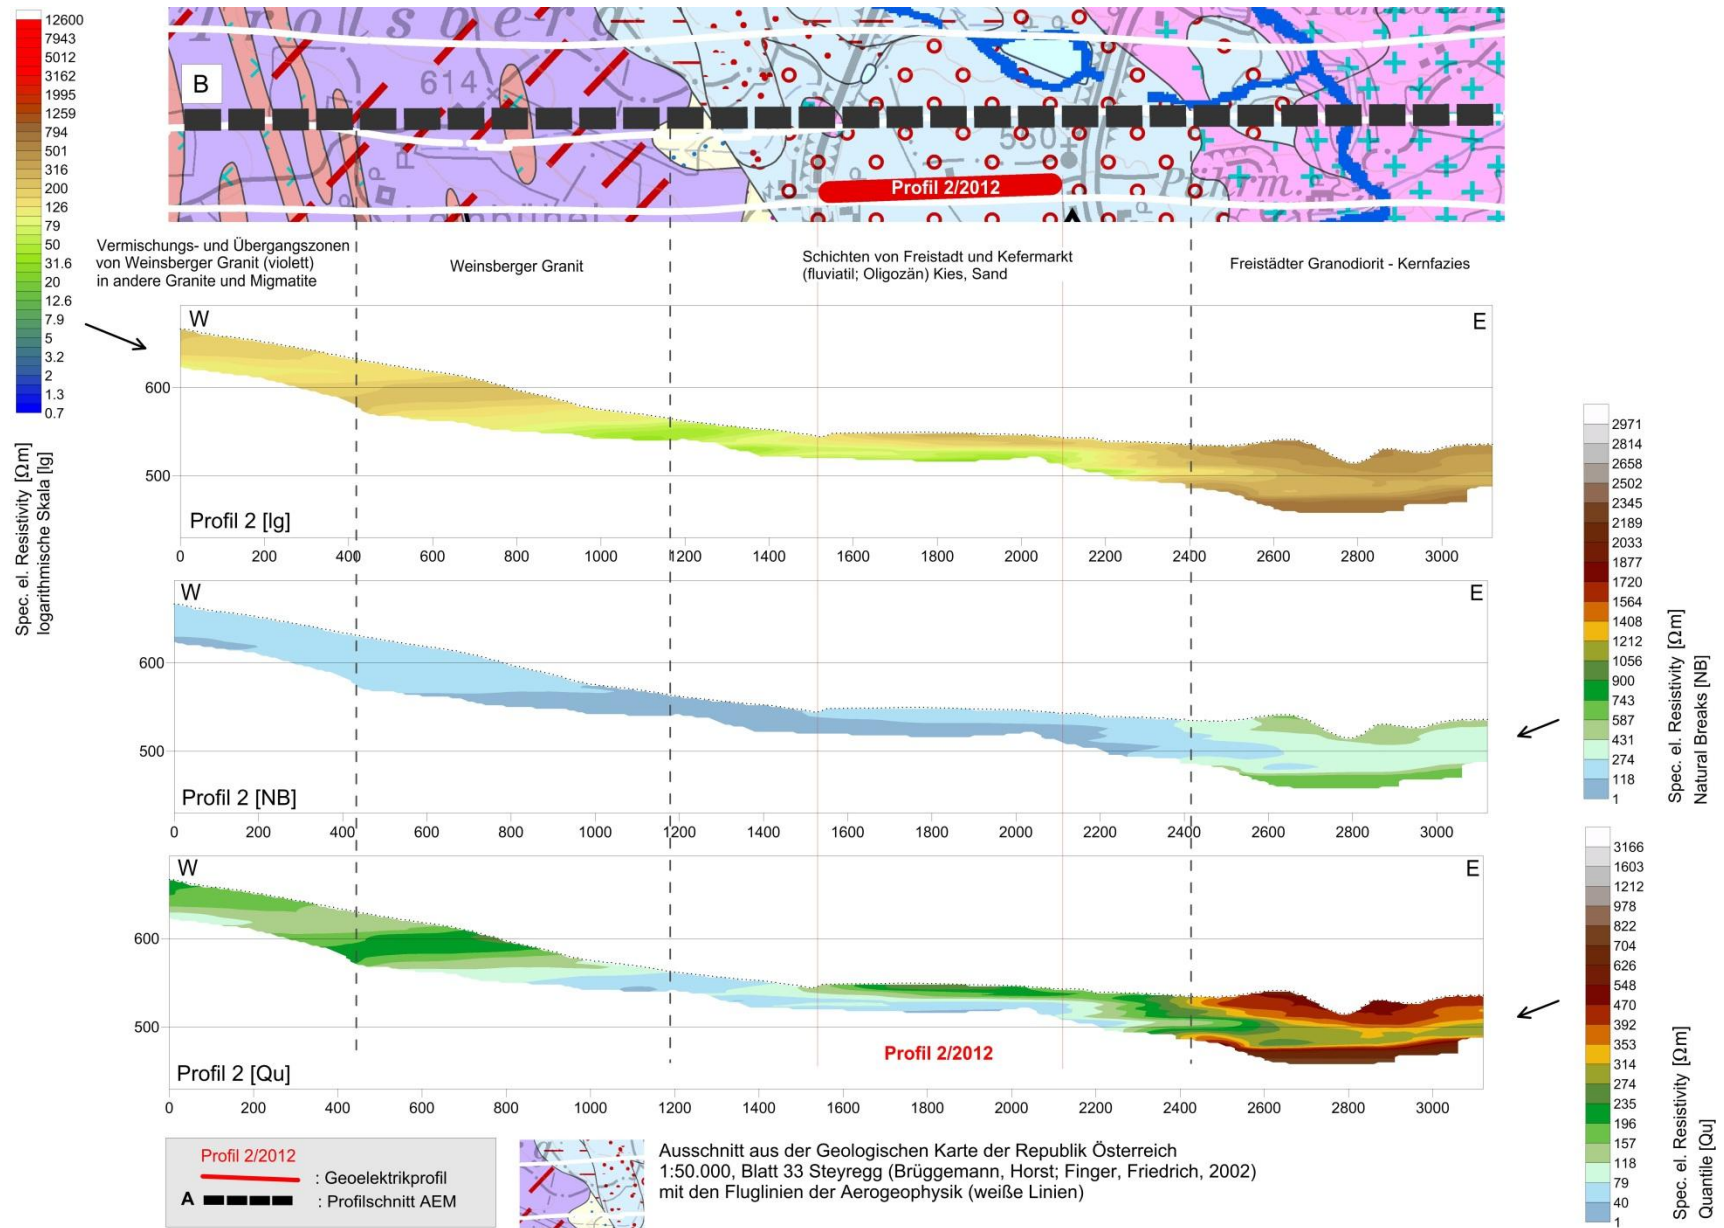 12600
7943
5012
3162
1995
1259
794
501
316
200
126
79
50
31.6
20
12.6
7.9
5
3.2
2
1.3
0.7
Spec. el. Resistivity [Ωm]
logarithmische Skala [lg]
B
614
550
Pührm.
Profil 2/2012
Vermischungs- und Übergangszonen
von Weinsberger Granit (violett)
in andere Granite und Migmatite
Weinsberger Granit
Schichten von Freistadt und Kefermarkt
(fluviatil; Oligozän) Kies, Sand
Freistädter Granodiorit - Kernfazies
W
E
600
500
Profil 2 [lg]
0 200 400 600 800 1000 1200 1400 1600 1800 2000 2200 2400 2600 2800 3000
W
E
600
500
Profil 2 [NB]
0 200 400 600 800 1000 1200 1400 1600 1800 2000 2200 2400 2600 2800 3000
2971
2814
2658
2502
2345
2189
2033
1877
1720
1564
1408
1212
1056
900
743
587
431
274
118
1
Spec. el. Resistivity [Ωm]
Natural Breaks [NB]
W
E
600
500
Profil 2/2012
Profil 2 [Qu]
0 200 400 600 800 1000 1200 1400 1600 1800 2000 2200 2400 2600 2800 3000
3166
1603
1212
978
822
704
626
548
470
392
353
314
274
235
196
157
118
79
40
1
Spec. el. Resistivity [Ωm]
Quantile [Qu]
Profil 2/2012
: Geoelektrikprofil
A : Profilschnitt AEM
Ausschnitt aus der Geologischen Karte der Republik Österreich
1:50.000, Blatt 33 Steyregg (Brüggemann, Horst; Finger, Friedrich, 2002)
mit den Fluglinien der Aerogeophysik (weiße Linien)